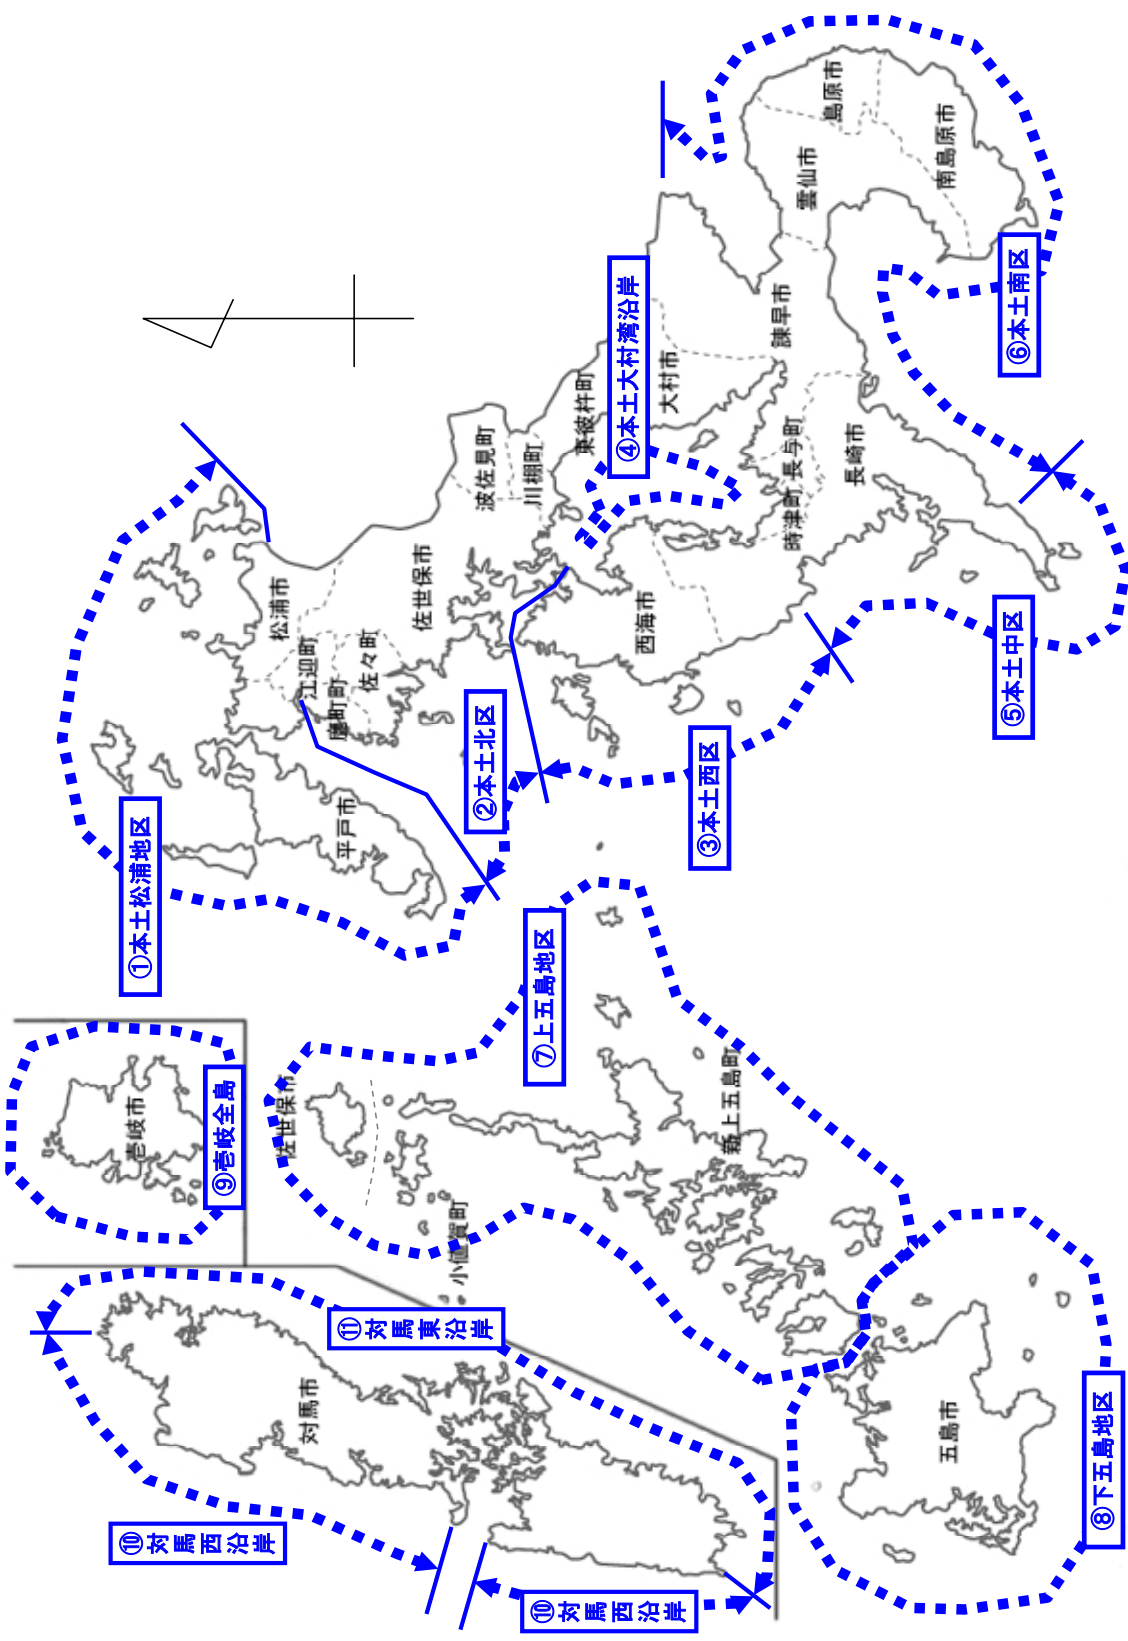 ①本土松浦地区
②本土北区
③本土西区
④本土大村湾沿岸
⑤本土中区
⑥本土南区
⑦上五島地区
⑧下五島地区
⑨壱岐全島
⑩対馬西沿岸
⑩対馬西沿岸
⑪対馬東沿岸
松浦市
江迎町
鹿町町
佐々町
佐世保市
平戸市
波佐見町
川棚町
東彼杵町
大村市
諫早市
西海市
時津町
長与町
長崎市
雲仙市
島原市
南島原市
壱岐市
対馬市
佐世保市
小値賀町
新上五島町
五島市